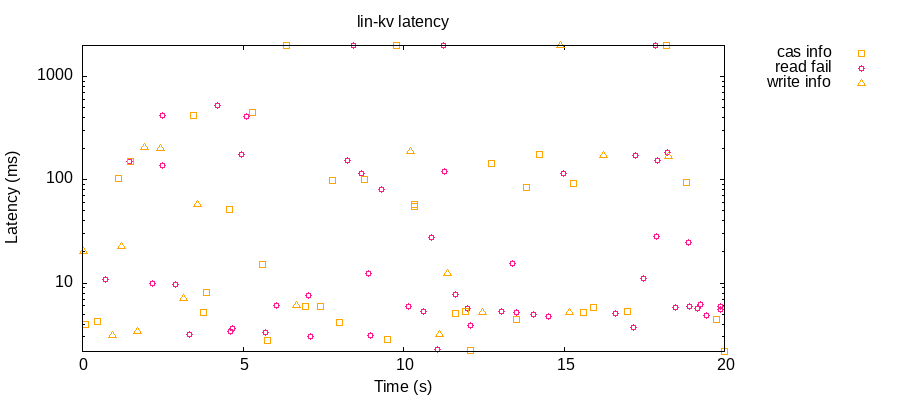 lin-kv latency
cas info
read fail
write info
1000
100
10
Latency (ms)
0 5 10 15 20
Time (s)